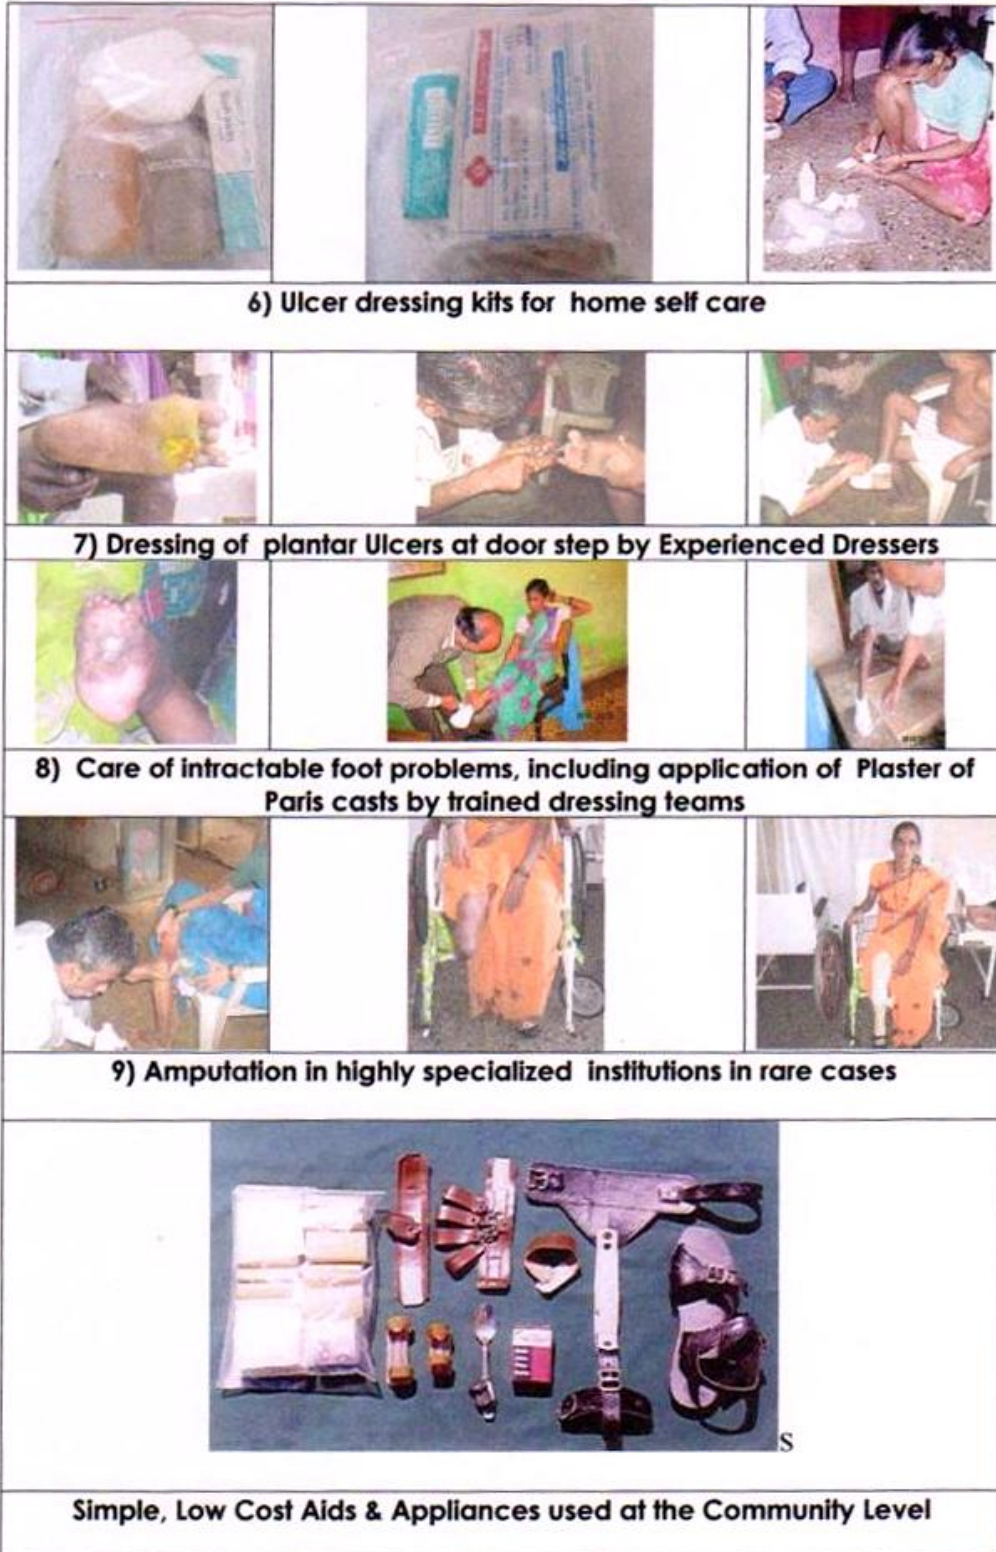 6) Ulcer dressing kits for home self care
7) Dressing of plantar Ulcers at door step by Experienced Dressers
8) Care of intractable foot problems, including application of Plaster of
Paris casts by trained dressing teams
9) Amputation in highly specialized institutions in rare cases
S
Simple, Low Cost Aids & Appliances used at the Community Level